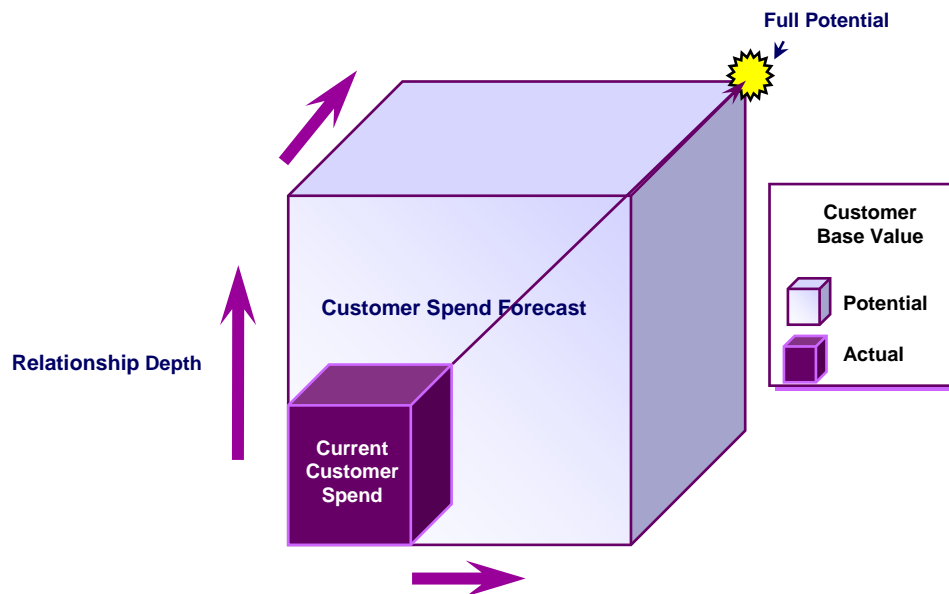 Full Potential
Customer
Base Value
Potential
Actual
Customer Spend Forecast
Relationship Depth
Current
Customer
Spend